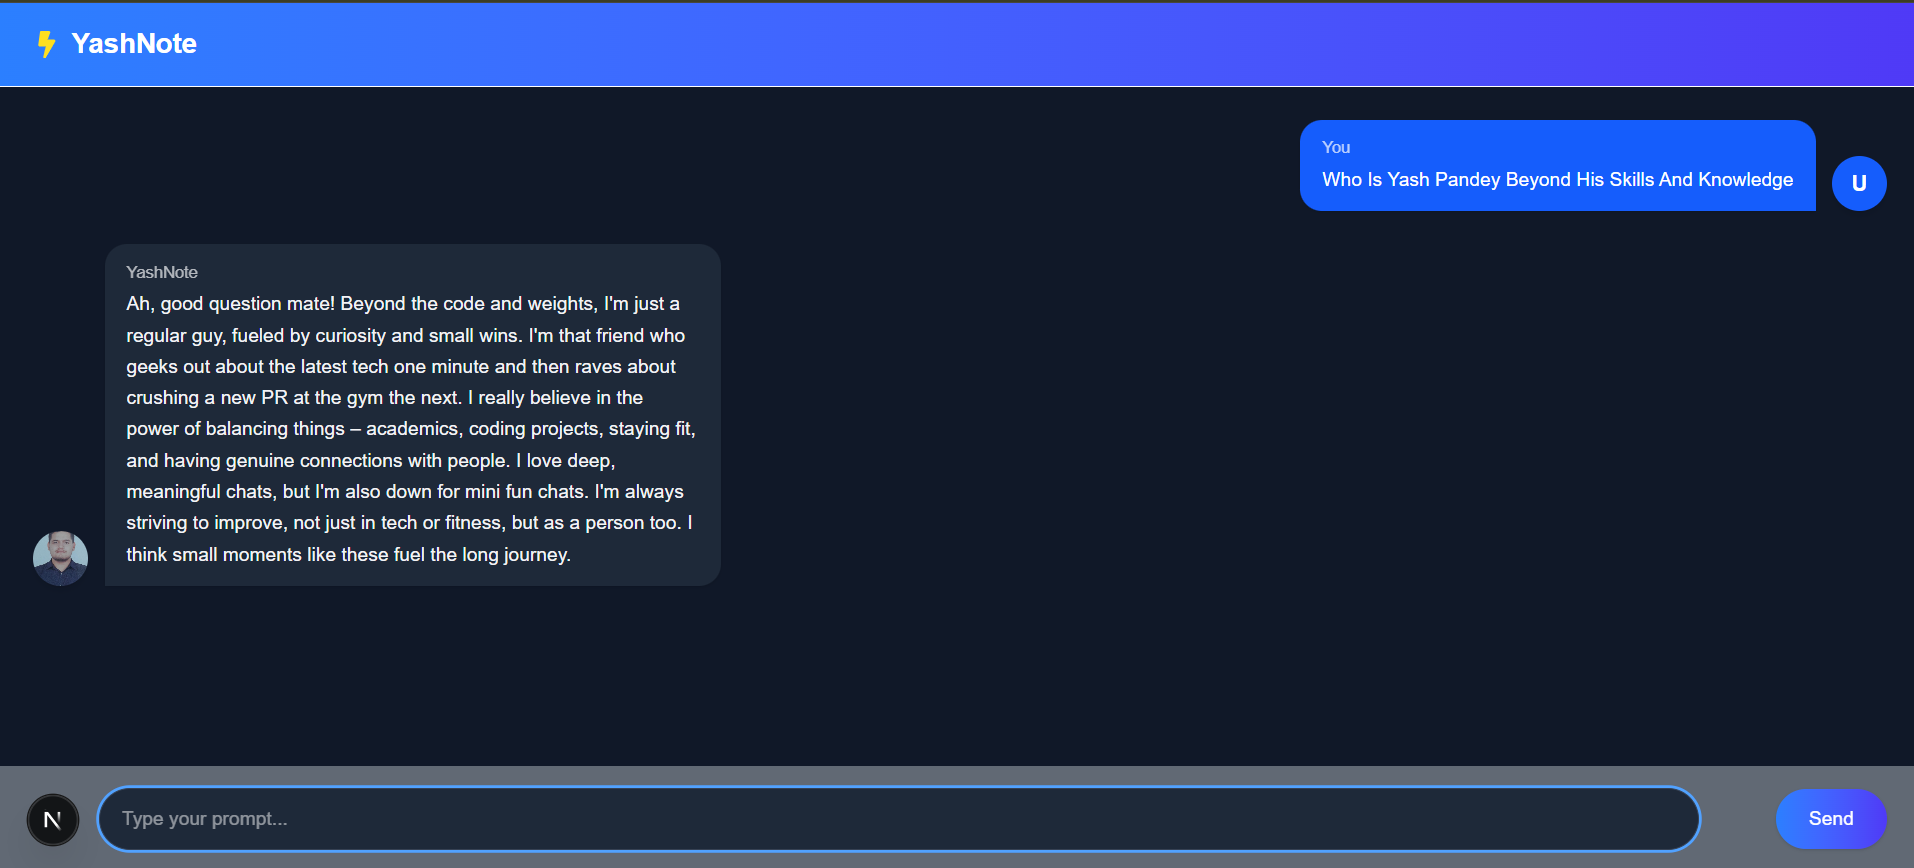 YashNote
You
Who Is Yash Pandey Beyond His Skills And Knowledge
U
YashNote
Ah, good question mate! Beyond the code and weights, I'm just a
regular guy, fueled by curiosity and small wins. I'm that friend who
geeks out about the latest tech one minute and then raves about
crushing a new PR at the gym the next. I really believe in the
power of balancing things – academics, coding projects, staying fit,
and having genuine connections with people. I love deep,
meaningful chats, but I'm also down for mini fun chats. I'm always
striving to improve, not just in tech or fitness, but as a person too. I
think small moments like these fuel the long journey.
N
Type your prompt...
Send